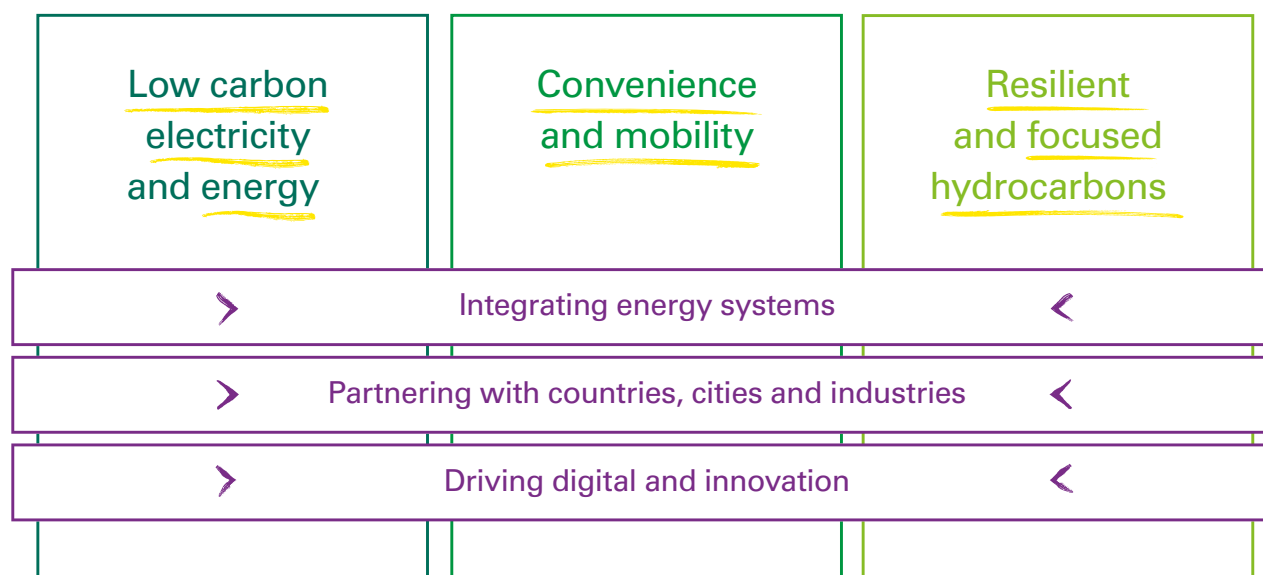 Low carbon
electricity
and energy
Convenience
and mobility
Resilient
and focused
hydrocarbons
Integrating energy systems
Partnering with countries, cities and industries
Driving digital and innovation